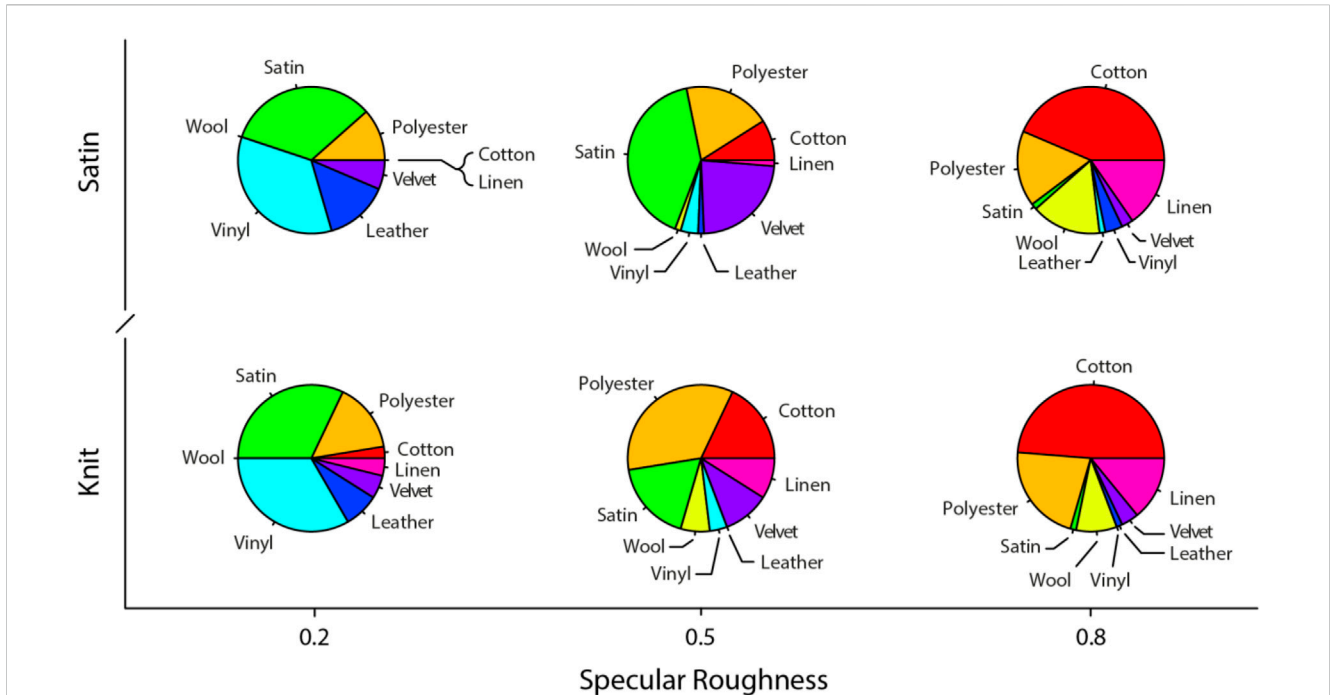 Satin
Satin
Wool
Polyester
Cotton
Linen
Velvet
Leather
Vinyl
Polyester
Cotton
Linen
Satin
Velvet
Wool
Vinyl
Leather
Cotton
Polyester
Satin
Linen
Wool
Velvet
Leather
Vinyl
Knit
Satin
Polyester
Wool
Cotton
Linen
Velvet
Leather
Vinyl
Polyester
Cotton
Linen
Satin
Velvet
Wool
Leather
Vinyl
Cotton
Polyester
Linen
Satin
Velvet
Leather
Wool
Vinyl
0.2
0.5
0.8
Specular Roughness